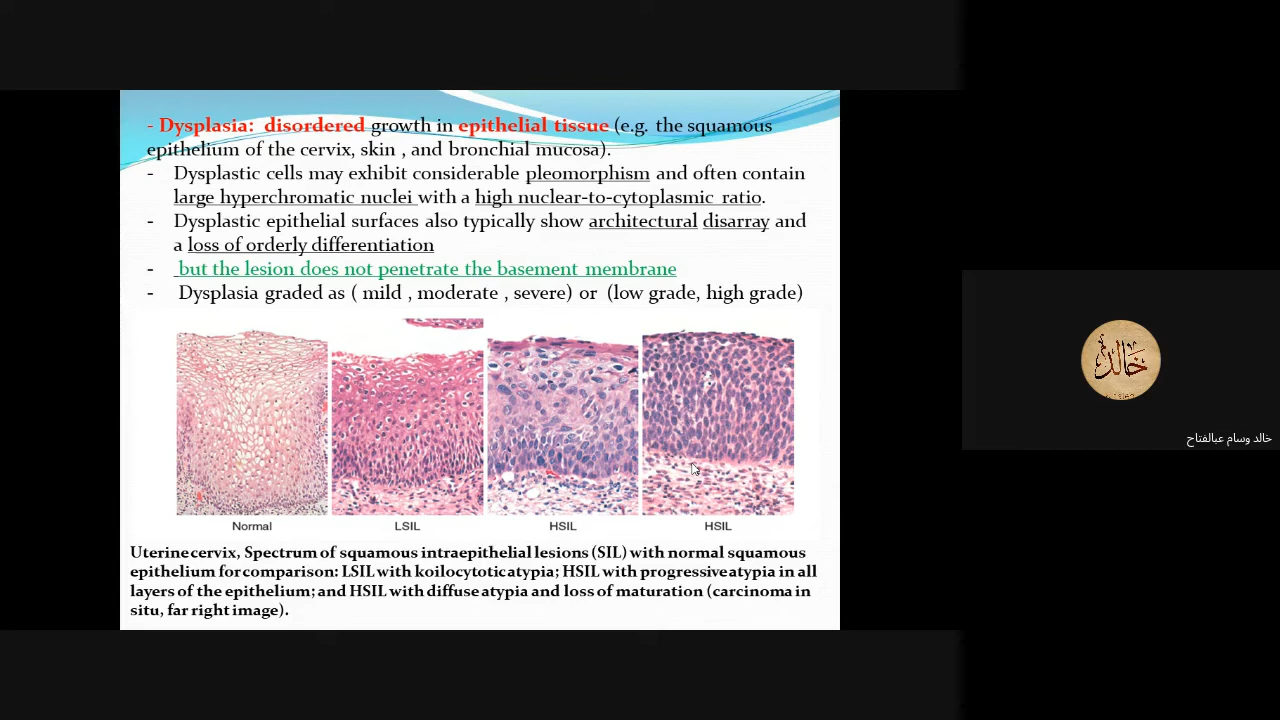 - Dysplasia: disordered growth in epithelial tissue (e.g. the squamous
epithelium of the cervix, skin , and bronchial mucosa).
- Dysplastic cells may exhibit considerable pleomorphism and often contain
large hyperchromatic nuclei with a high nuclear-to-cytoplasmic ratio.
- Dysplastic epithelial surfaces also typically show architectural disarray and
a loss of orderly differentiation
- but the lesion does not penetrate the basement membrane
- Dysplasia graded as ( mild , moderate , severe) or (low grade, high grade)
Normal LSIL HSIL HSIL
Uterine cervix, Spectrum of squamous intraepithelial lesions (SIL) with normal squamous
epithelium for comparison: LSIL with koilocytotic atypia; HSIL with progressive atypia in all
layers of the epithelium; and HSIL with diffuse atypia and loss of maturation (carcinoma in
situ, far right image).
خالد
خالد وسام عبالفتاح